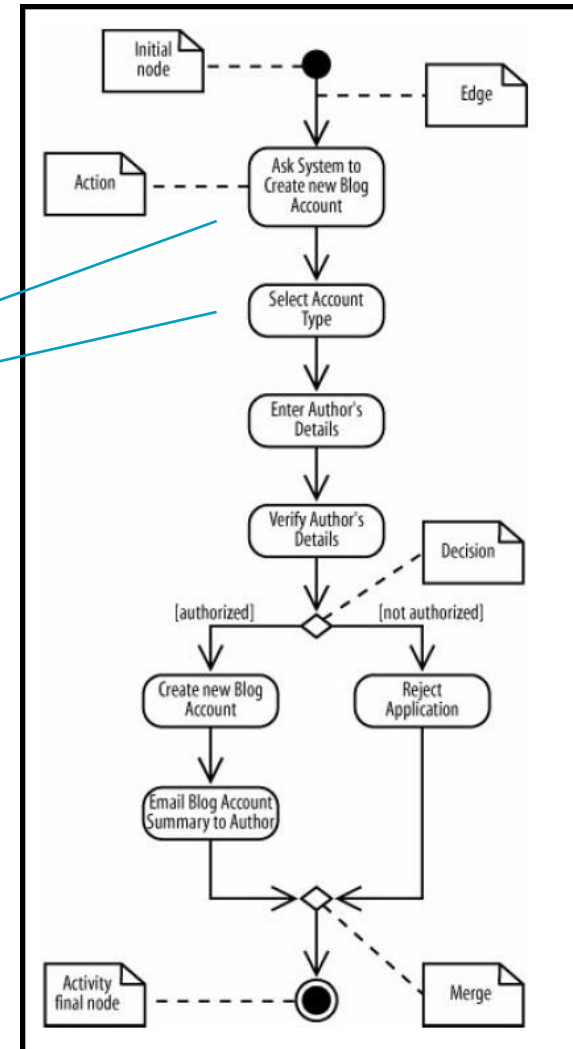 Initial
node
Edge
Action
Ask System to
Create new Blog
Account
Select Account
Type
Enter Author's
Details
Verify Author's
Details
Decision
[authorized]
[not authorized]
Create new Blog
Account
Reject
Application
Email Blog Account
Summary to Author
Activity
final node
Merge